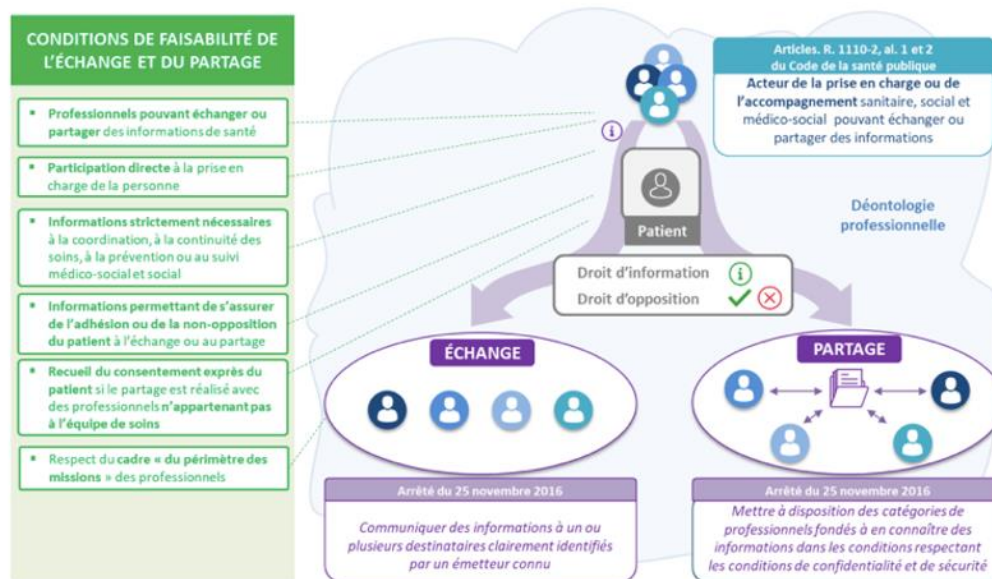 CONDITIONS DE FAISABILITÉ DE
L'ÉCHANGE ET DU PARTAGE
▪ Professionnels pouvant échanger ou
partager des informations de santé
▪ Participation directe à la prise en
charge de la personne
▪ Informations strictement nécessaires
à la coordination, à la continuité des
soins, à la prévention ou au suivi
médico-social et social
▪ Informations permettant de s'assurer
de l'adhésion ou de la non-opposition
du patient à l'échange ou au partage
▪ Recueil du consentement exprès du
patient si le partage est réalisé avec
des professionnels n'appartenant pas
à l'équipe de soins
▪ Respect du cadre « du périmètre des
missions » des professionnels
Articles. R. 1110-2, al. 1 et 2
du Code de la santé publique
Acteur de la prise en charge ou de
l'accompagnement sanitaire, social et
médico-social pouvant échanger ou
partager des informations
Déontologie
professionnelle
Patient
Droit d'information
Droit d'opposition
ÉCHANGE
Arrêté du 25 novembre 2016
Communiquer des informations à un ou
plusieurs destinataires clairement identifiés
par un émetteur connu
PARTAGE
Arrêté du 25 novembre 2016
Mettre à disposition des catégories de
professionnels fondés à en connaître des
informations dans les conditions respectant
les conditions de confidentialité et de sécurité